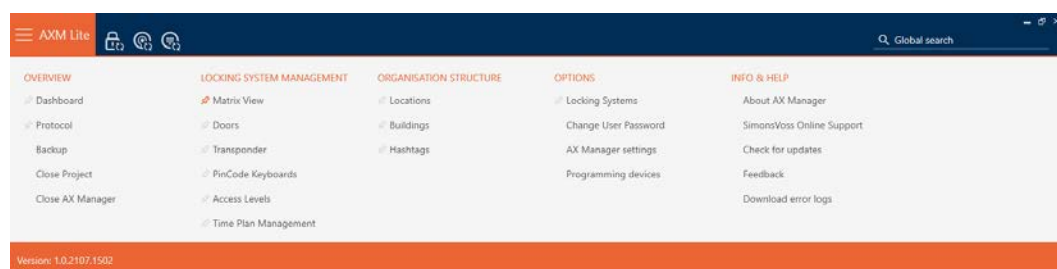 AXM Lite
Global search
OVERVIEW
Dashboard
Protocol
Backup
Close Project
Close AX Manager
LOCKING SYSTEM MANAGEMENT
Matrix View
Doors
Transponder
PinCode Keyboards
Access Levels
Time Plan Management
ORGANISATION STRUCTURE
Locations
Buildings
Hashtags
OPTIONS
Locking Systems
Change User Password
AX Manager settings
Programming devices
INFO & HELP
About AX Manager
SimonsVoss Online Support
Check for updates
Feedback
Download error logs
Version: 1.0.2107.1502